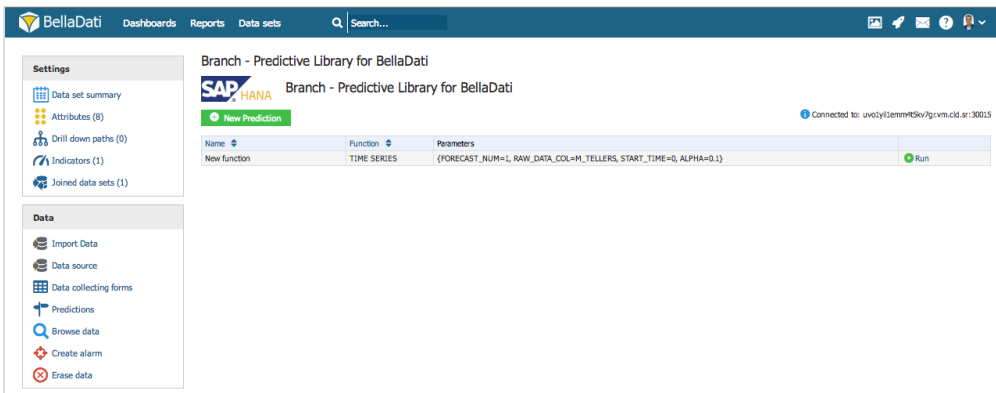 BellaDati Dashboards Reports Data sets Search...
Settings
Data set summary
Attributes (8)
Drill down paths (0)
Indicators (1)
Joined data sets (1)
Data
Import Data
Data source
Data collecting forms
Predictions
Browse data
Create alarm
Erase data
Branch - Predictive Library for BellaDati
SAP HANA Branch - Predictive Library for BellaDati
New Prediction
Connected to:
Name Function Parameters
New function TIME SERIES {FORECAST_NUM=1, RAW_DATA_COL=M_TELLERS, START_TIME=0, ALPHA=0.1} Run